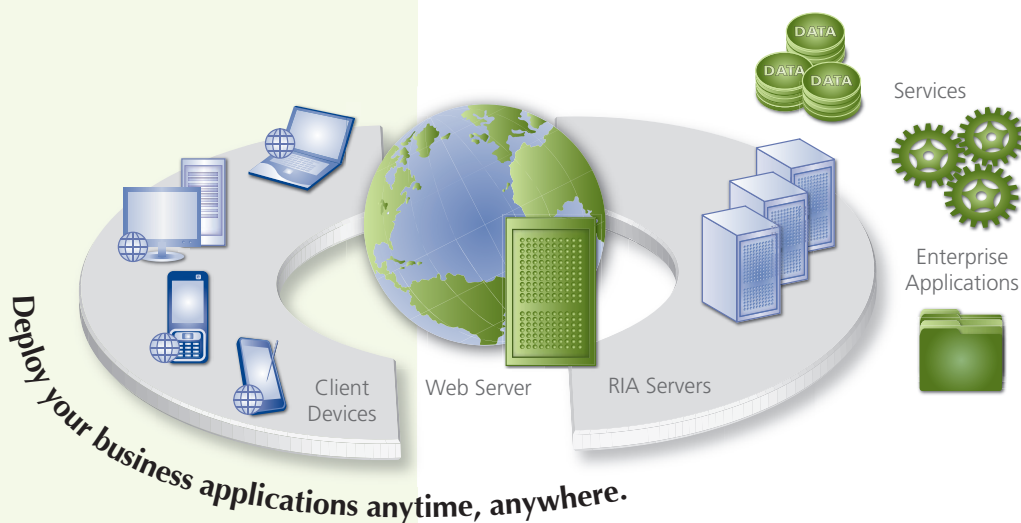 DATA
DATA
DATA
Services
Enterprise
Applications
Client
Devices
Web Server
RIA Servers
Deploy your business applications anytime, anywhere.